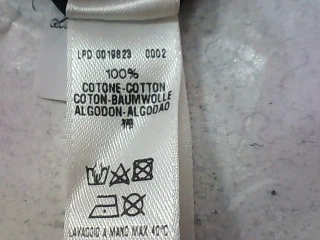 LPD 0019823 0002
100%
COTONE-COTTON
COTON-BAUMWOLLE
ALGODON-ALGODAO
LAVAGGIO A MANO MAX 40°C